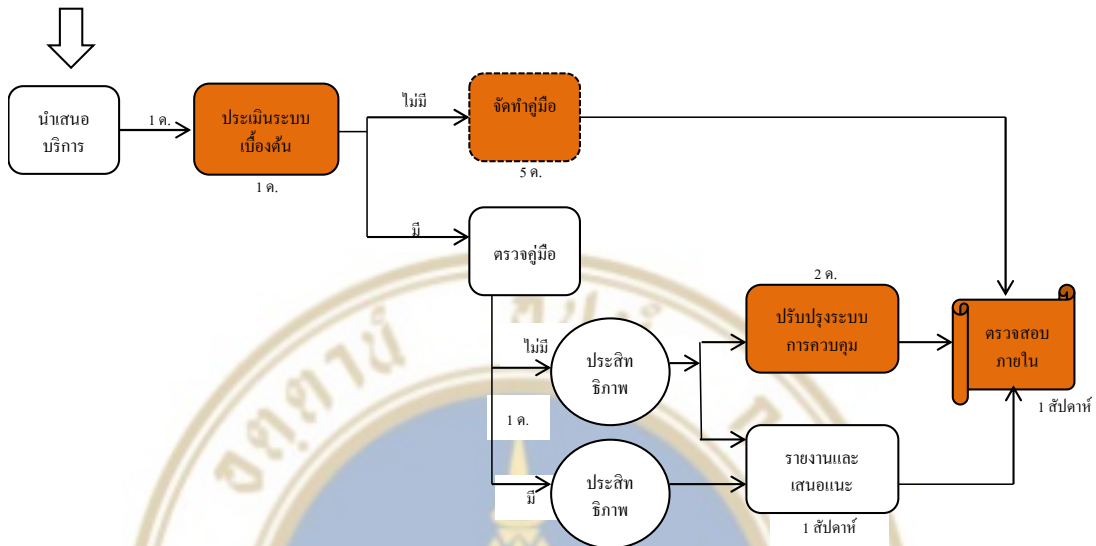 นำเสนอ
บริการ
1 ด.
ประเมินระบบ
เบื้องต้น
1 ด.
ไม่มี
จัดทำคู่มือ
5 ด.
มี
ตรวจคู่มือ
ไม่มี
ประสิท
ธิภาพ
2 ด.
ปรับปรุงระบบ
การควบคุม
ตรวจสอบ
ภายใน
1 สัปดาห์
1 ด.
มี
ประสิท
ธิภาพ
รายงานและ
เสนอแนะ
1 สัปดาห์